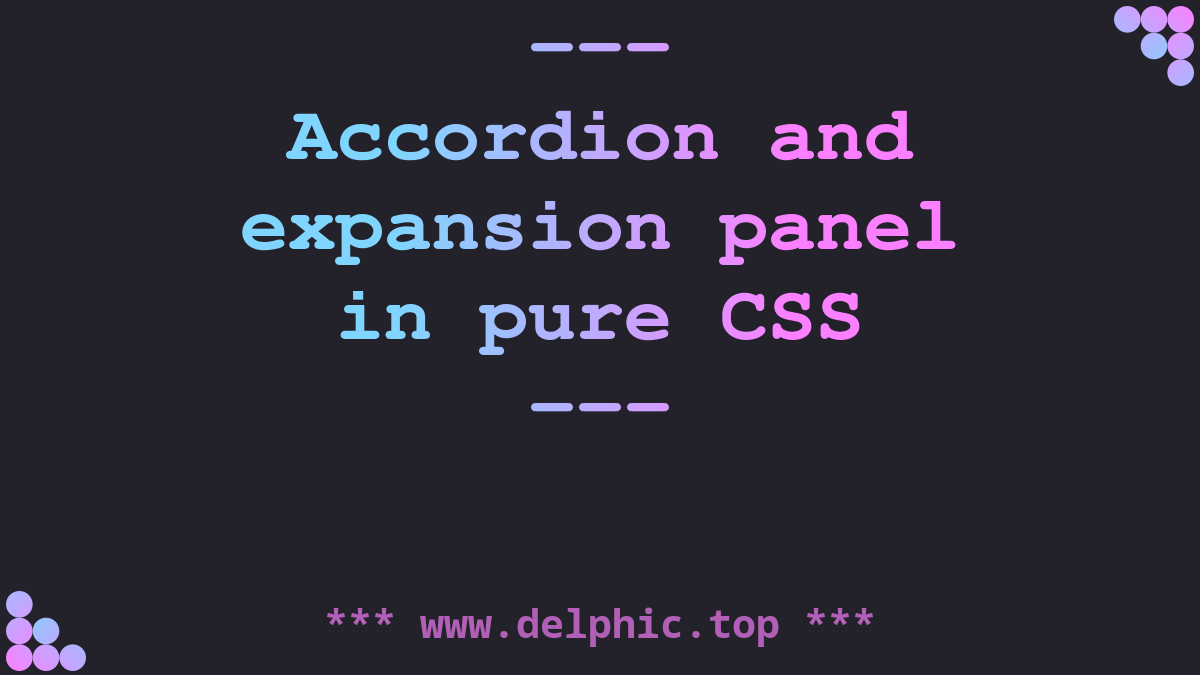 ---
Accordion and
expansion panel
in pure CSS
---
*** www.delphic.top ***